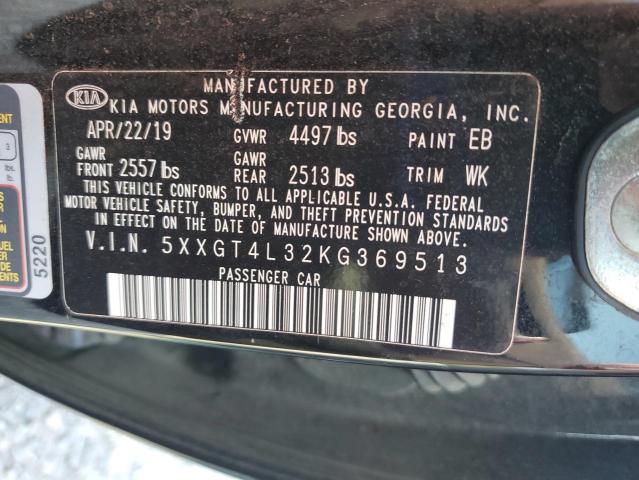 MANUFACTURED BY
KIA KIA MOTORS MANUFACTURING GEORGIA, INC.
APR/22/19 GVWR 4497 lbs PAINT EB
GAWR FRONT 2557 lbs GAWR REAR 2513 lbs TRIM WK
THIS VEHICLE CONFORMS TO ALL APPLICABLE U.S.A. FEDERAL
MOTOR VEHICLE SAFETY, BUMPER, AND THEFT PREVENTION STANDARDS
IN EFFECT ON THE DATE OF MANUFACTURE SHOWN ABOVE.
V.I.N. 5XXGT4L32KG369513
PASSENGER CAR
5220